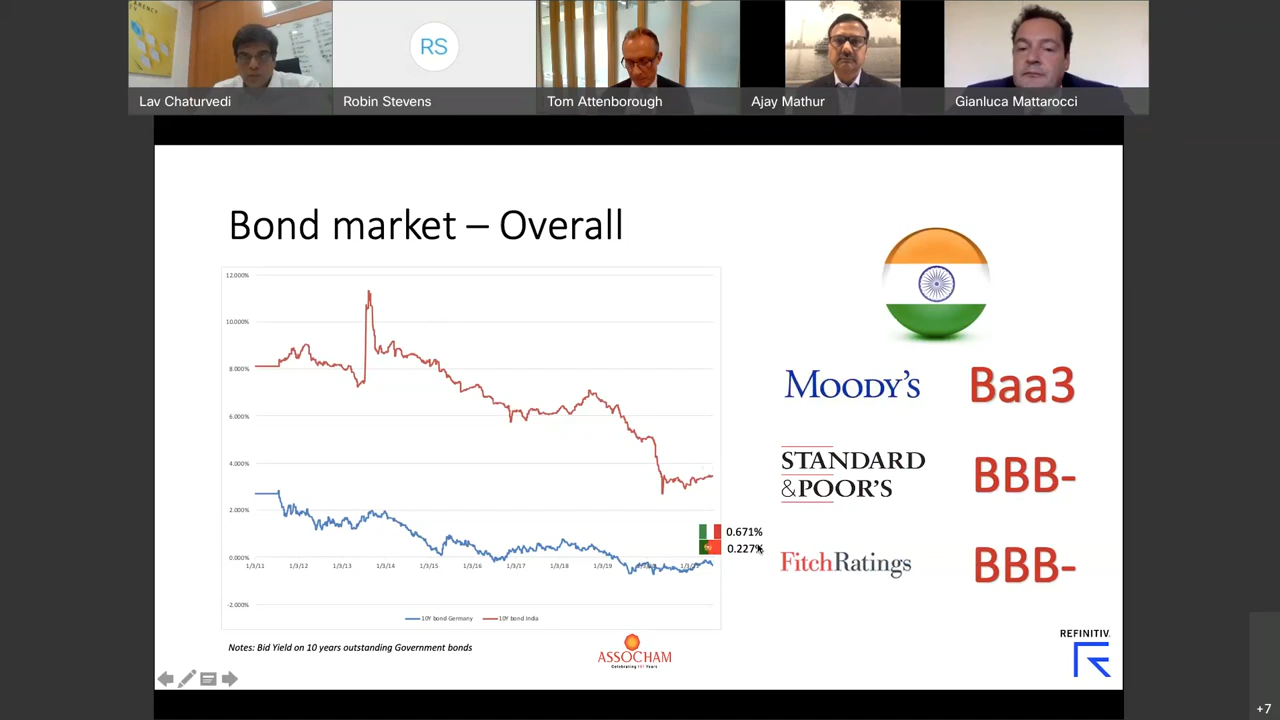 RS
Lav Chaturvedi
Robin Stevens
Tom Attenborough
Ajay Mathur
Gianluca Mattarocci
Bond market – Overall
12.000%
10.000%
8.000%
6.000%
4.000%
2.000%
0.000%
-2.000%
1/3/11 1/3/12 1/3/13 1/3/14 1/3/15 1/3/16 1/3/17 1/3/18 1/3/19
10Y bond Germany 10Y bond India
0.671%
0.227%
MOODY'S Baa3
STANDARD
&POOR'S
BBB-
FitchRatings BBB-
Notes: Bid Yield on 10 years outstanding Government bonds
ASSOCHAM
REFINITIV
+7